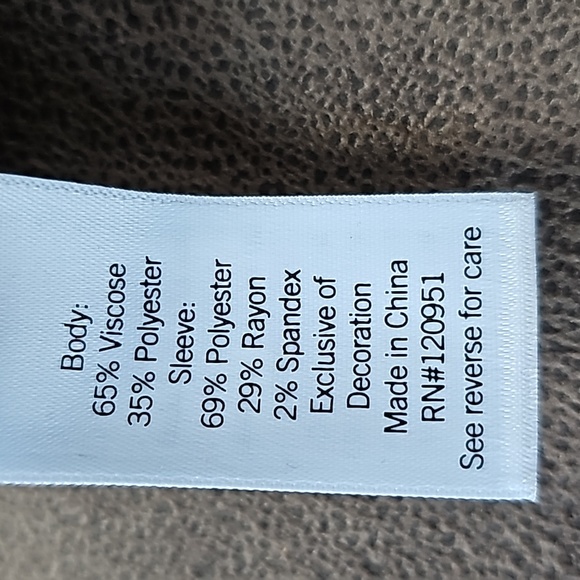 Body:
65% Viscose
35% Polyester
Sleeve:
69% Polyester
29% Rayon
2% Spandex
Exclusive of
Decoration
Made in China
RN#120951
See reverse for care